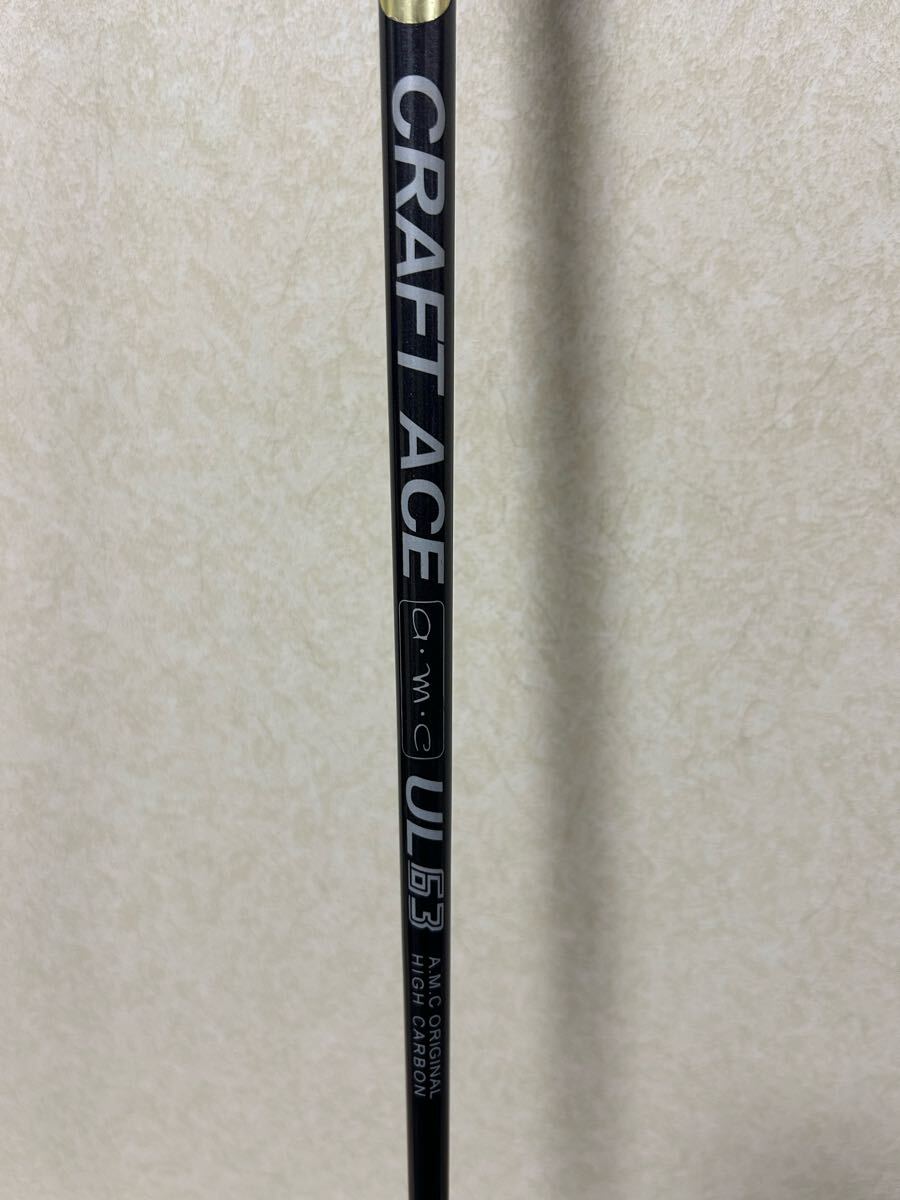 CRAFT ACE a.m.c UL63
A.M.C ORIGINAL
HIGH CARBON